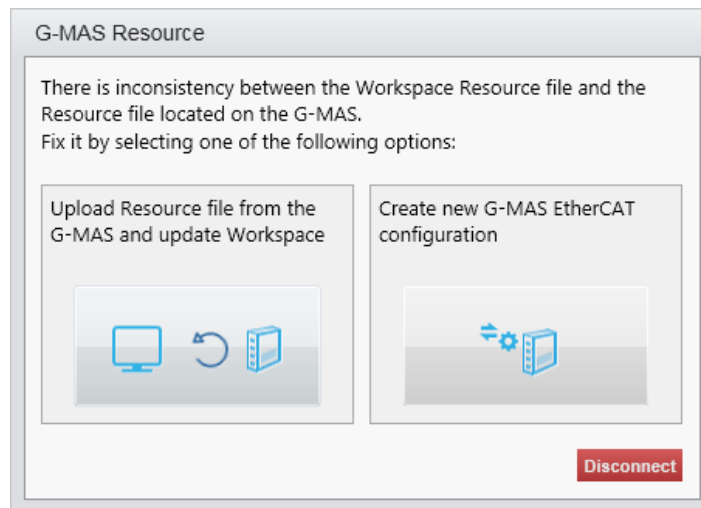 G-MAS Resource
There is inconsistency between the Workspace Resource file and the
Resource file located on the G-MAS.
Fix it by selecting one of the following options:
Upload Resource file from the
G-MAS and update Workspace
Create new G-MAS EtherCAT
configuration
Disconnect